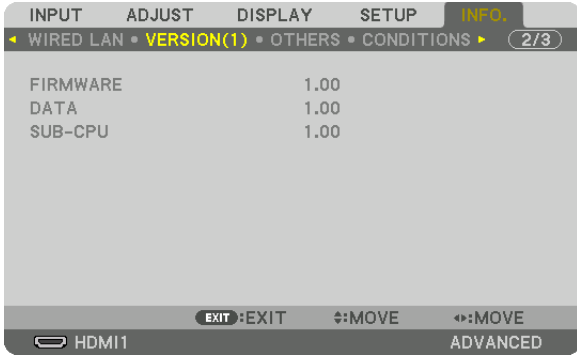 INPUT ADJUST DISPLAY SETUP INFO.
WIRED LAN • VERSION(1) • OTHERS • CONDITIONS 2/3
FIRMWARE 1.00
DATA 1.00
SUB-CPU 1.00
EXIT :EXIT :MOVE :MOVE
HDMI1 ADVANCED